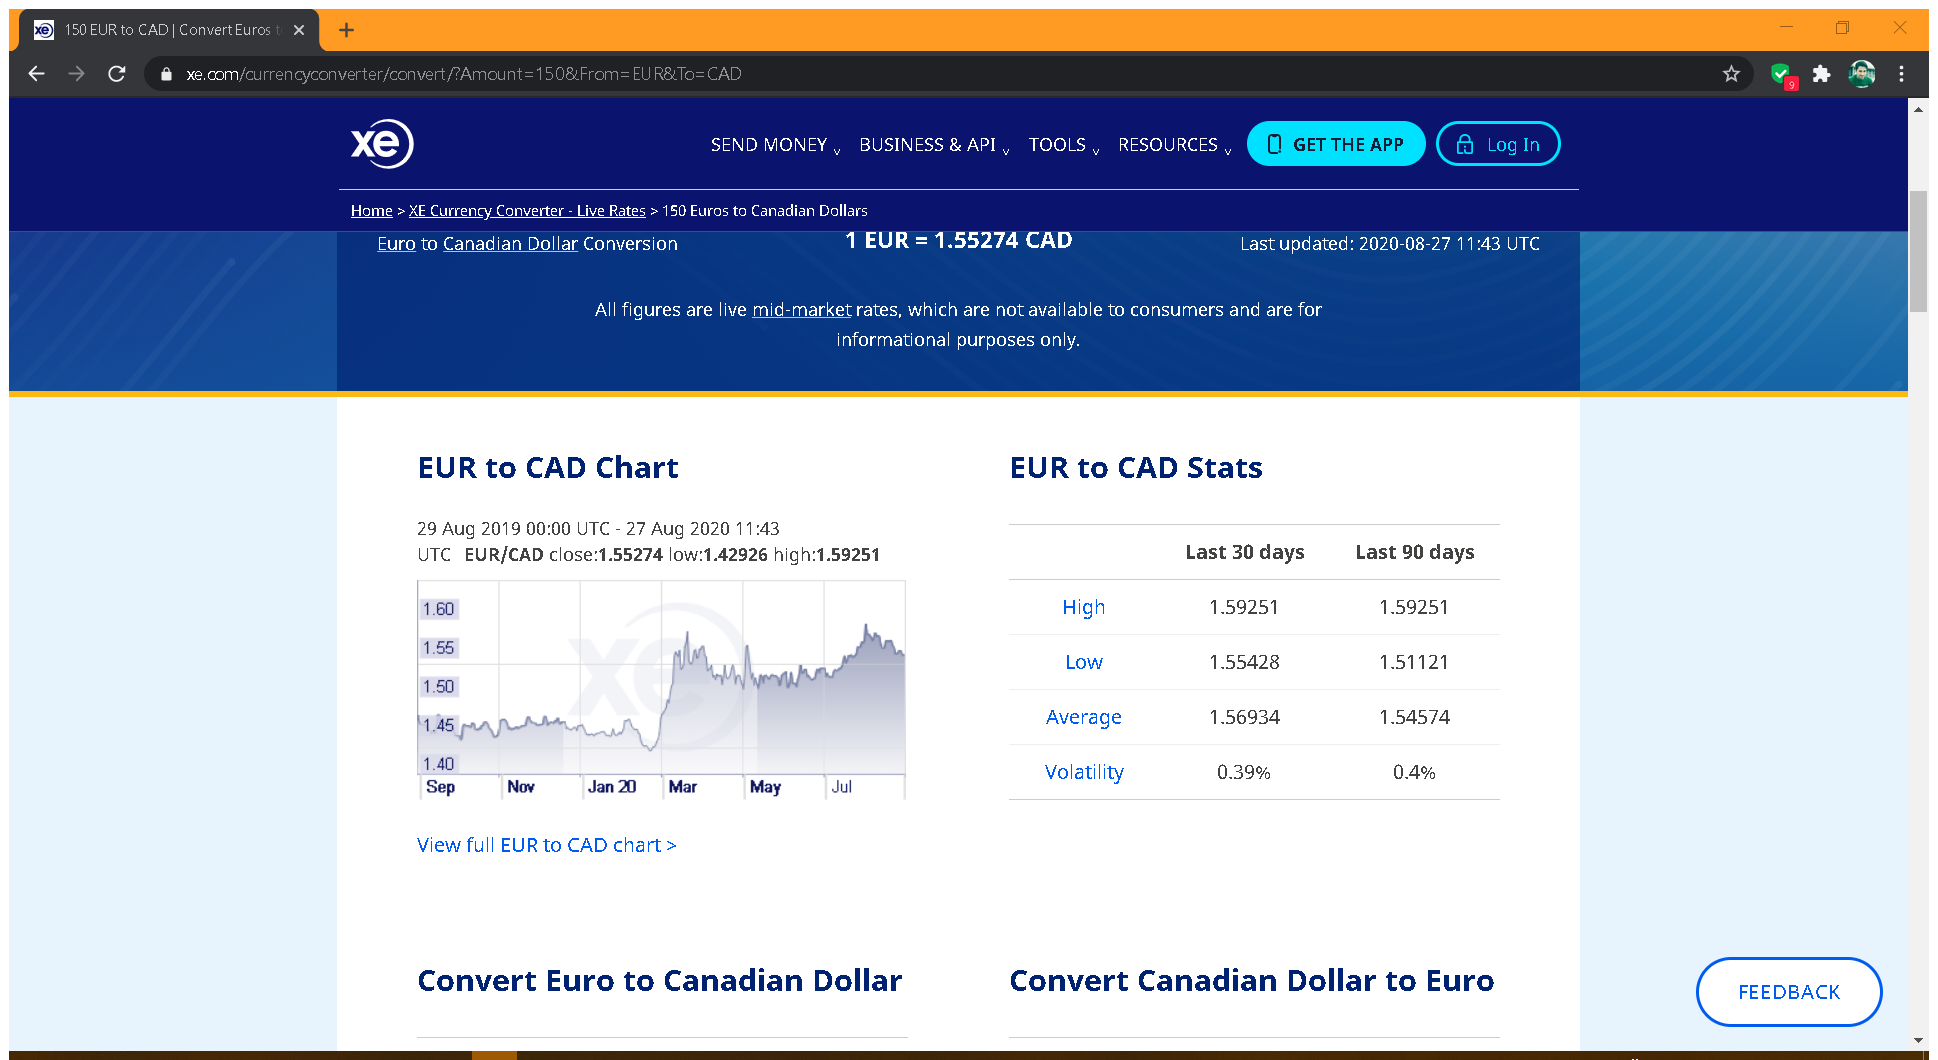 xe 150 EUR to CAD | Convert Euros t
xe.com/currencyconverter/convert/?Amount=150&From=EUR&To=CAD
9
xe
SEND MONEY BUSINESS & API TOOLS RESOURCES GET THE APP Log In
Home > XE Currency Converter - Live Rates > 150 Euros to Canadian Dollars
Euro to Canadian Dollar Conversion
1 EUR = 1.55274 CAD
Last updated: 2020-08-27 11:43 UTC
All figures are live mid-market rates, which are not available to consumers and are for
informational purposes only.
EUR to CAD Chart
29 Aug 2019 00:00 UTC - 27 Aug 2020 11:43
UTC EUR/CAD close:1.55274 low:1.42926 high:1.59251
xe
1.60
1.55
1.50
1.45
1.40
Sep Nov Jan 20 Mar May Jul
View full EUR to CAD chart >
EUR to CAD Stats
Last 30 days Last 90 days
High 1.59251 1.59251
Low 1.55428 1.51121
Average 1.56934 1.54574
Volatility 0.39% 0.4%
Convert Euro to Canadian Dollar
Convert Canadian Dollar to Euro
FEEDBACK